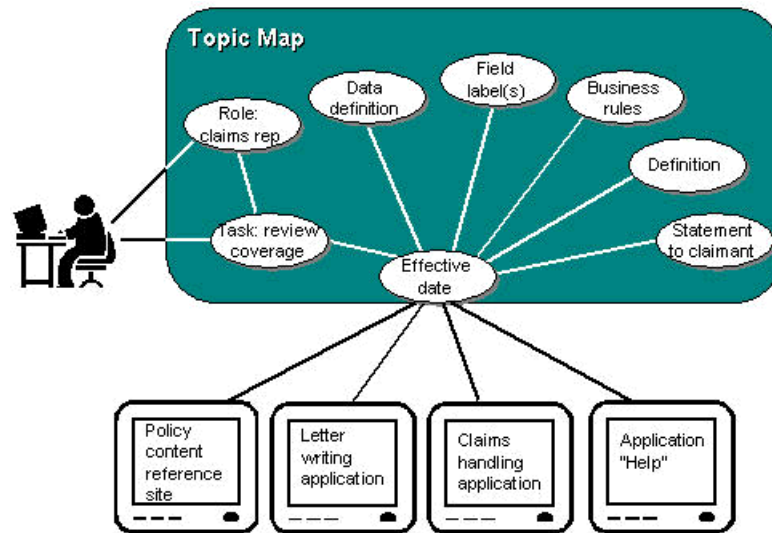 Topic Map
Role:
claims rep
Data
definition
Field
label(s)
Business
rules
Definition
Task: review
coverage
Effective
date
Statement
to claimant
Policy
content
reference
site
Letter
writing
application
Claims
handling
application
Application
"Help"